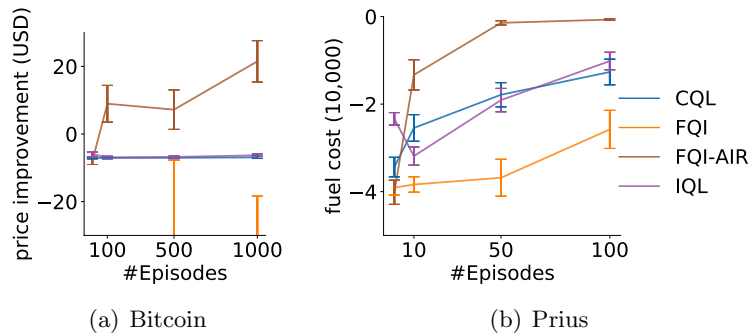 price improvement (USD)
20
0
−20
100
500
1000
#Episodes
(a) Bitcoin
fuel cost (10,000)
0
−2
−4
10
50
100
#Episodes
(b) Prius
CQL
FQI
FQI-AIR
IQL